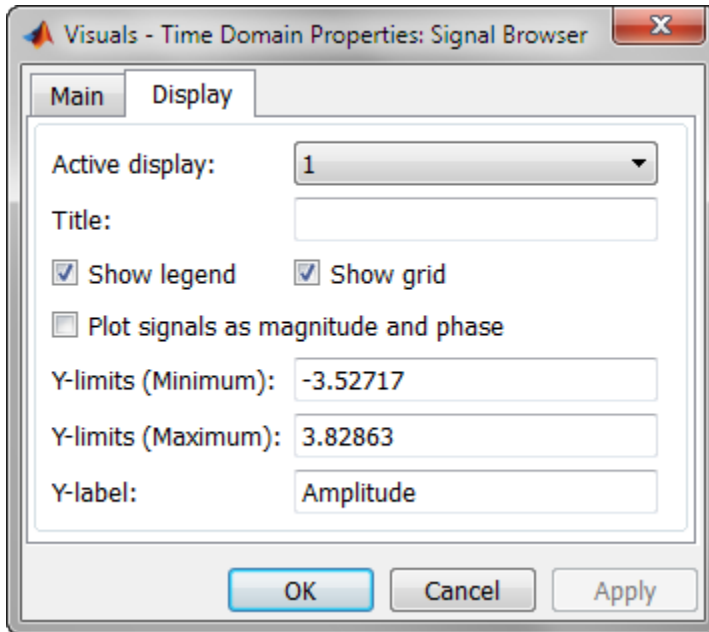 Visuals - Time Domain Properties: Signal Browser
Main Display
Active display: 1
Title:
Show legend Show grid
Plot signals as magnitude and phase
Y-limits (Minimum): -3.52717
Y-limits (Maximum): 3.82863
Y-label: Amplitude
OK Cancel Apply